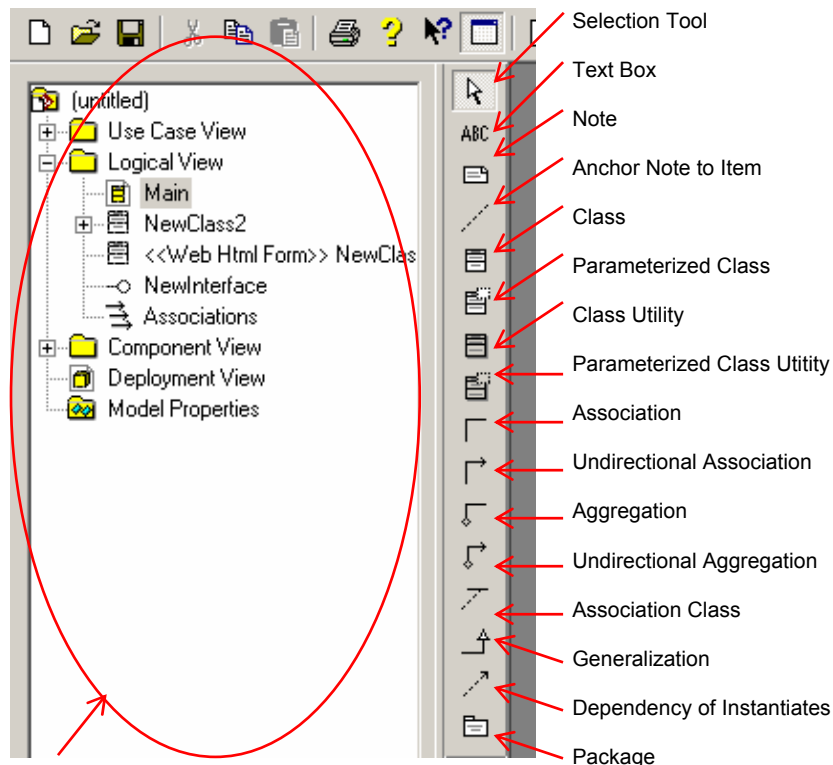 (untitled)
Use Case View
Logical View
Main
NewClass2
<<Web Html Form>> NewClas
NewInterface
Associations
Component View
Deployment View
Model Properties
ABC
Selection Tool
Text Box
Note
Anchor Note to Item
Class
Parameterized Class
Class Utility
Parameterized Class Utitity
Association
Undirectional Association
Aggregation
Undirectional Aggregation
Association Class
Generalization
Dependency of Instantiates
Package